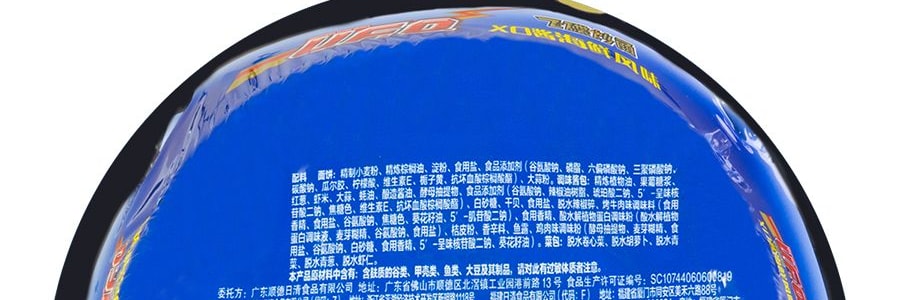 UFO
飞碟炒面
XO酱海鲜风味
配料 面饼：精制小麦粉、精炼棕榈油、淀粉、食用盐、食品添加剂（谷氨酸钠、磷脂、六偏磷酸钠、三聚磷酸钠、
碳酸钠、瓜尔胶、柠檬酸、维生素E、栀子黄、抗坏血酸棕榈酸酯）、大蒜粉。调味酱包：精炼植物油、果葡糖浆、
红葱、虾米、大蒜、蚝油、酿造酱油、酵母抽提物、食品添加剂（谷氨酸钠、辣椒油树脂、琥珀酸二钠、5′-呈味核
苷酸二钠、焦糖色、维生素E、抗坏血酸棕榈酸酯）、白砂糖、干贝、食用盐、脱水辣椒碎、烤牛肉味调味料（食用
香精、食用盐、谷氨酸钠、焦糖色、葵花籽油、5′-肌苷酸二钠）、食用香精、酸水解植物蛋白调味粉（酸水解植物
蛋白调味液、麦芽糊精、食用盐）、桔皮粉、香辛料、鱼露、鸡肉味调味粉（酵母抽提物、麦芽糊精、食
用盐、谷氨酸钠、白砂糖、食用香精、5′-呈味核苷酸二钠、葵花籽油）。菜包：脱水卷心菜、脱水胡萝卜、脱水青
菜、脱水青葱、脱水虾仁。
本产品原材料中含有：含麸质的谷类、甲壳类、鱼类、大豆及其制品，请对此有过敏体质者注意。
委托方：广东顺德日清食品有限公司 地址：广东省佛山市顺德区北滘镇工业园港前路13号 食品生产许可证编号：SC10744060600819